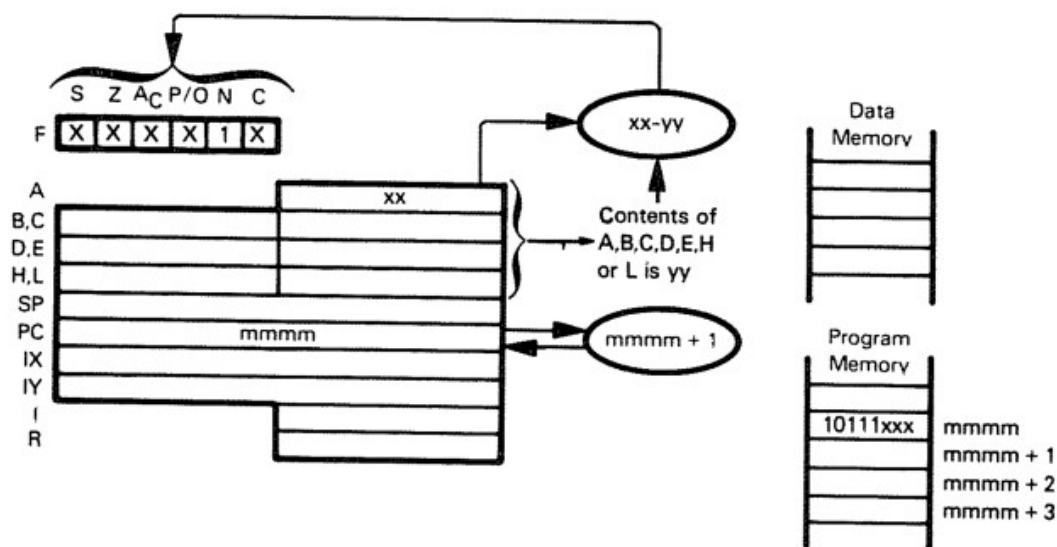 S Z AC P/O N C
F X X X X 1 X
xx-yy
Data
Memory
A xx
B,C
D,E
H,L
SP
PC mmmm
IX
IY
I
R
Contents of
A,B,C,D,E,H
or L is yy
mmmm + 1
Program
Memory
10111xxx mmmm
mmmm + 1
mmmm + 2
mmmm + 3